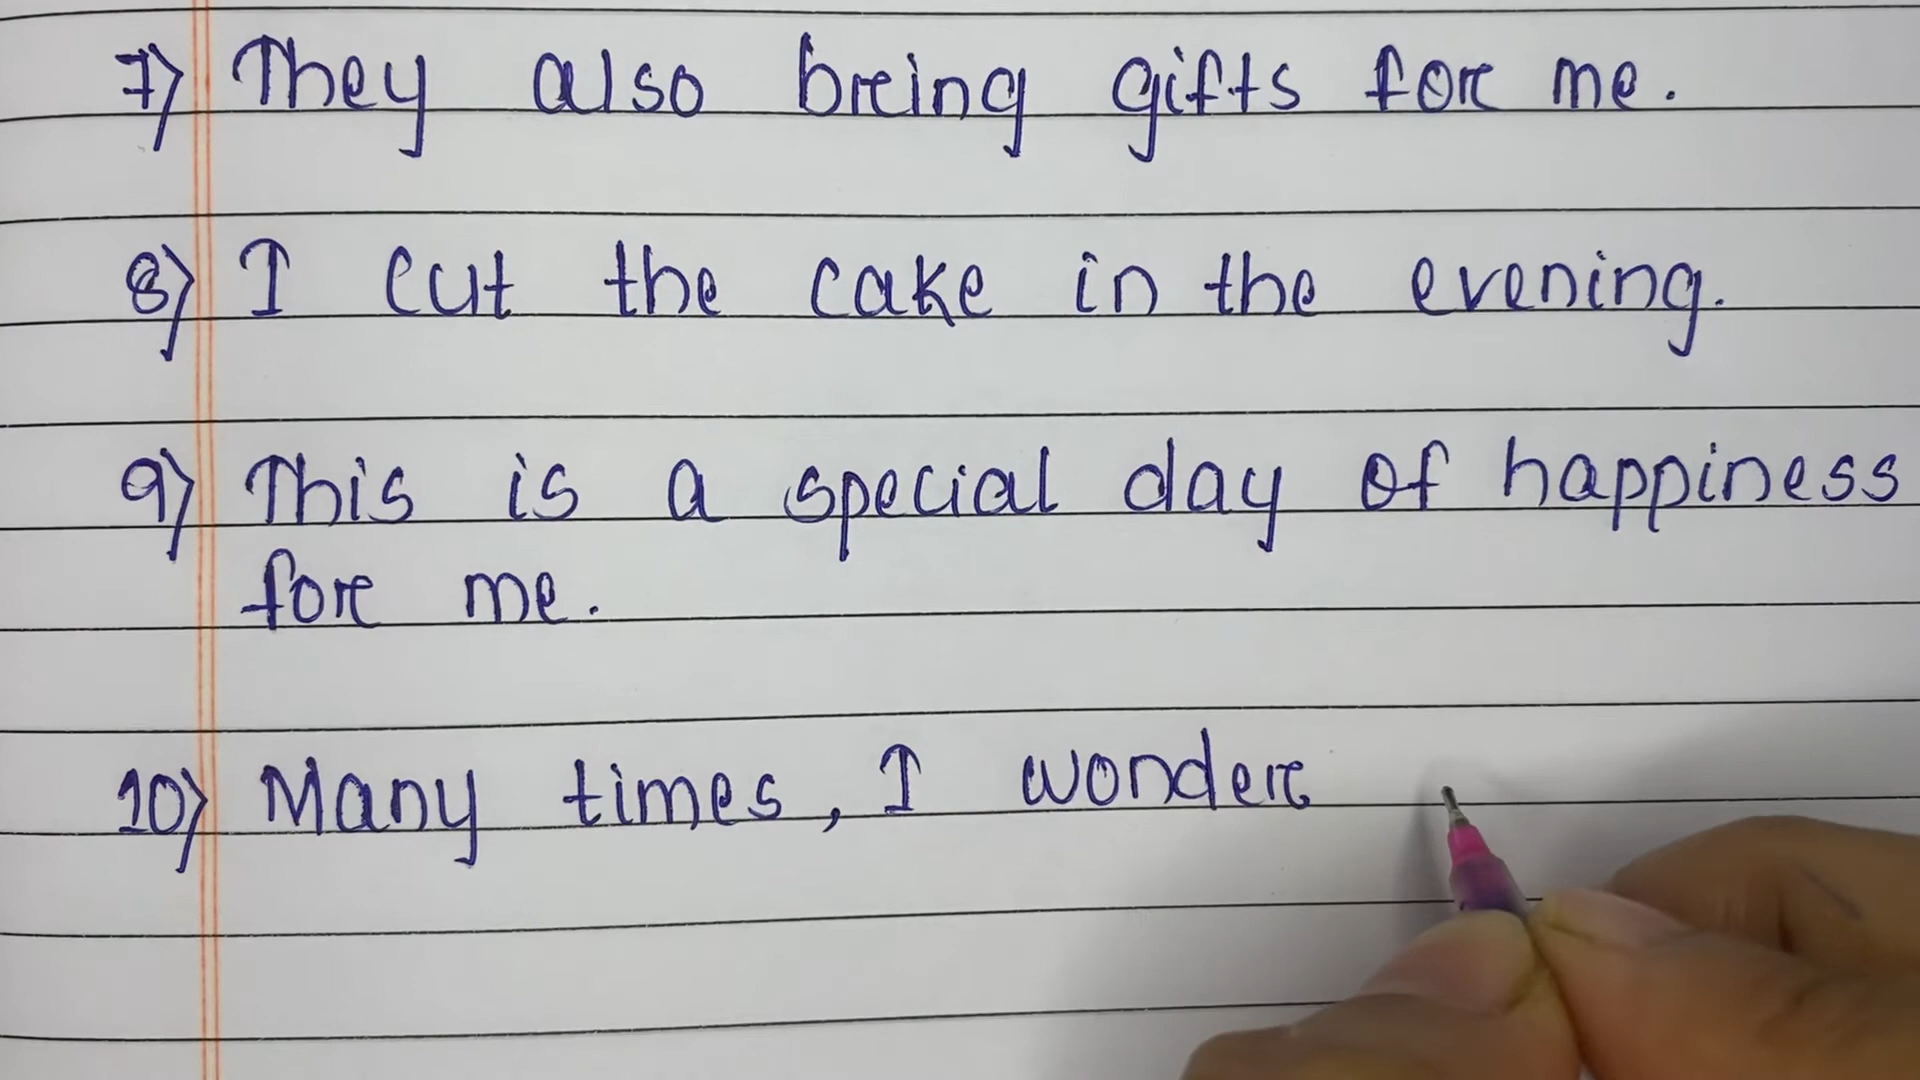 7) They also bring gifts for me.
8) I cut the cake in the evening.
9) This is a special day of happiness
for me.
10) Many times, I wonder